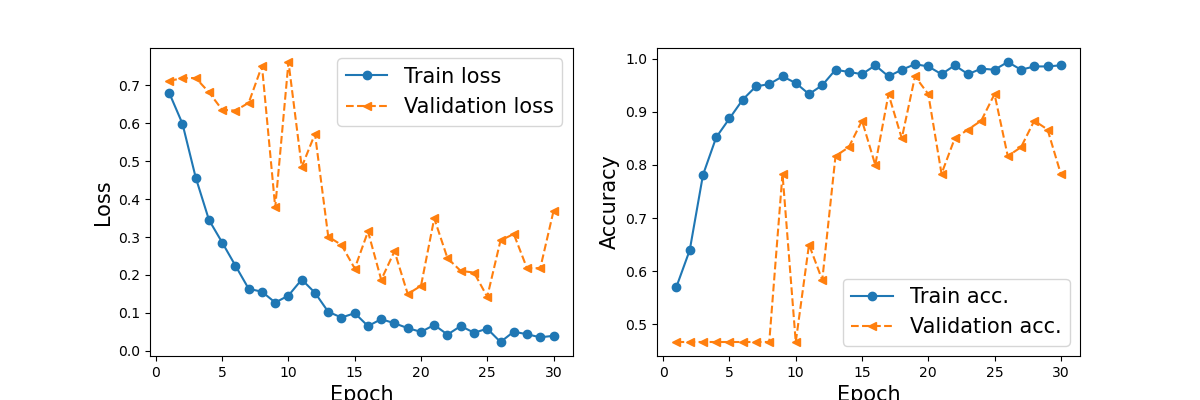 Train loss
Validation loss
Loss
0.7
0.6
0.5
0.4
0.3
0.2
0.1
0.0
0 5 10 15 20 25 30
Epoch
Accuracy
1.0
0.9
0.8
0.7
0.6
0.5
Train acc.
Validation acc.
0 5 10 15 20 25 30
Epoch